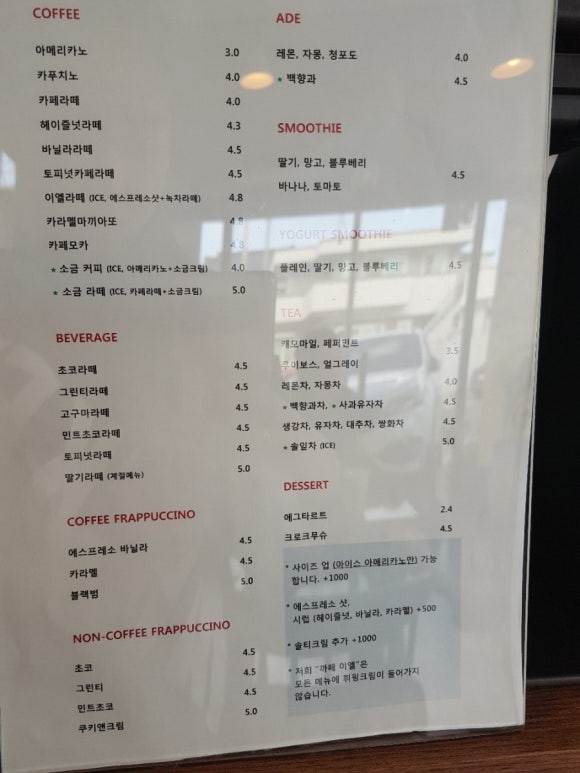 COFFEE
아메리카노 3.0
카푸치노 4.0
카페라떼 4.0
헤이즐넛라떼 4.3
바닐라라떼 4.5
토피넛카페라떼 4.5
이엘라떼 (ICE, 에스프레소샷+녹차라떼) 4.8
카라멜마끼아또 4.8
카페모카 4.8
★ 소금 커피 (ICE, 아메리카노+소금크림) 4.0
★ 소금 라떼 (ICE, 카페라떼+소금크림) 5.0
BEVERAGE
초코라떼 4.5
그린티라떼 4.5
고구마라떼 4.5
민트초코라떼 4.5
토피넛라떼 4.5
딸기라떼 (계절메뉴) 5.0
COFFEE FRAPPUCCINO
에스프레소 바닐라 4.5
카라멜 4.5
블랙범 5.0
NON-COFFEE FRAPPUCCINO
초코 4.5
그린티 4.5
민트초코 4.5
쿠키앤크림 5.0
ADE
레몬, 자몽, 청포도 4.0
★ 백향과 4.5
SMOOTHIE
딸기, 망고, 블루베리
바나나, 토마토 4.5
YOGURT SMOOTHIE
플레인, 딸기, 망고, 블루베리 4.5
TEA
캐모마일, 페퍼민트
루이보스, 얼그레이 3.5
레몬차, 자몽차 4.0
★ 백향과차, ★ 사과유자차 4.5
생강차, 유자차, 대추차, 쌍화차 4.5
★ 솔잎차 (ICE) 5.0
DESSERT
에그타르트 2.4
크로크무슈 4.5
* 사이즈 업 (아이스 아메리카노만) 가능
합니다. +1000
* 에스프레소 샷,
시럽 (헤이즐넛, 바닐라, 카라멜) +500
* 솔티크림 추가 +1000
* 저희 "까페 이엘"은
모든 메뉴에 휘핑크림이 들어가지
않습니다.